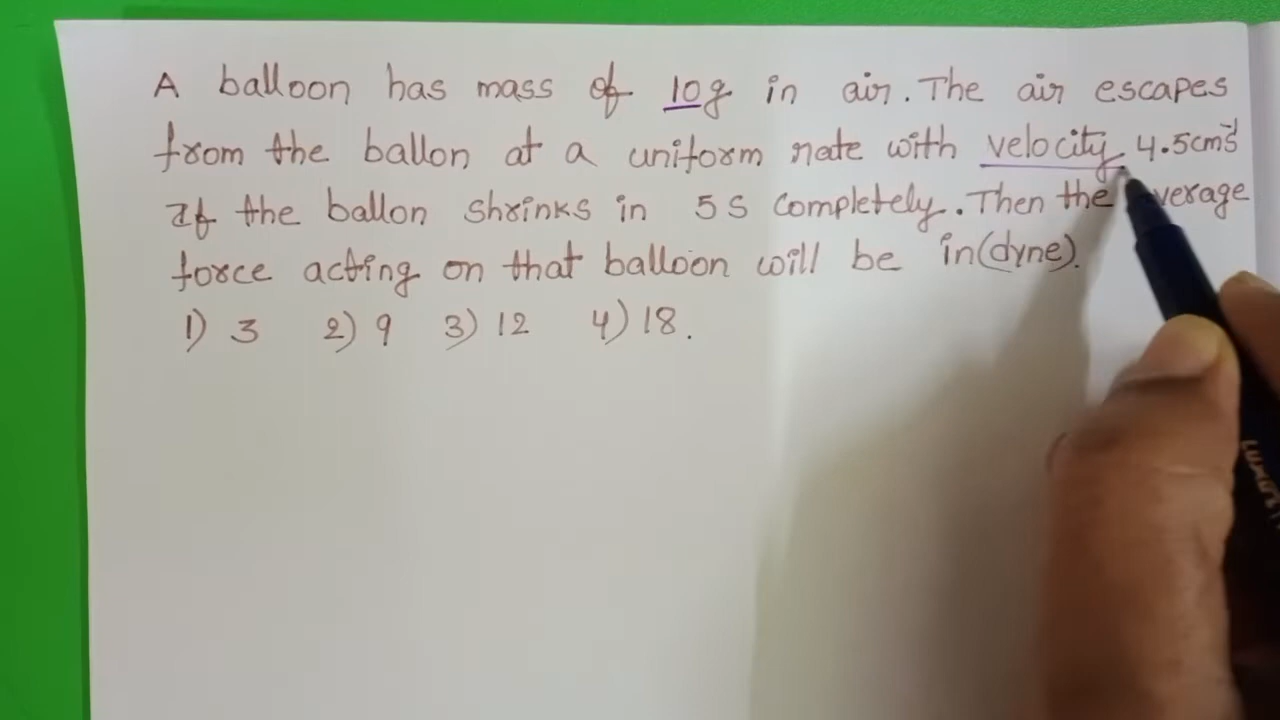 A balloon has mass of 10g in air. The air escapes
from the ballon at a uniform rate with velocity 4.5cms⁻¹
If the ballon shrinks in 5 s completely. Then the average
force acting on that balloon will be in(dyne).
1) 3 2) 9 3) 12 4) 18.